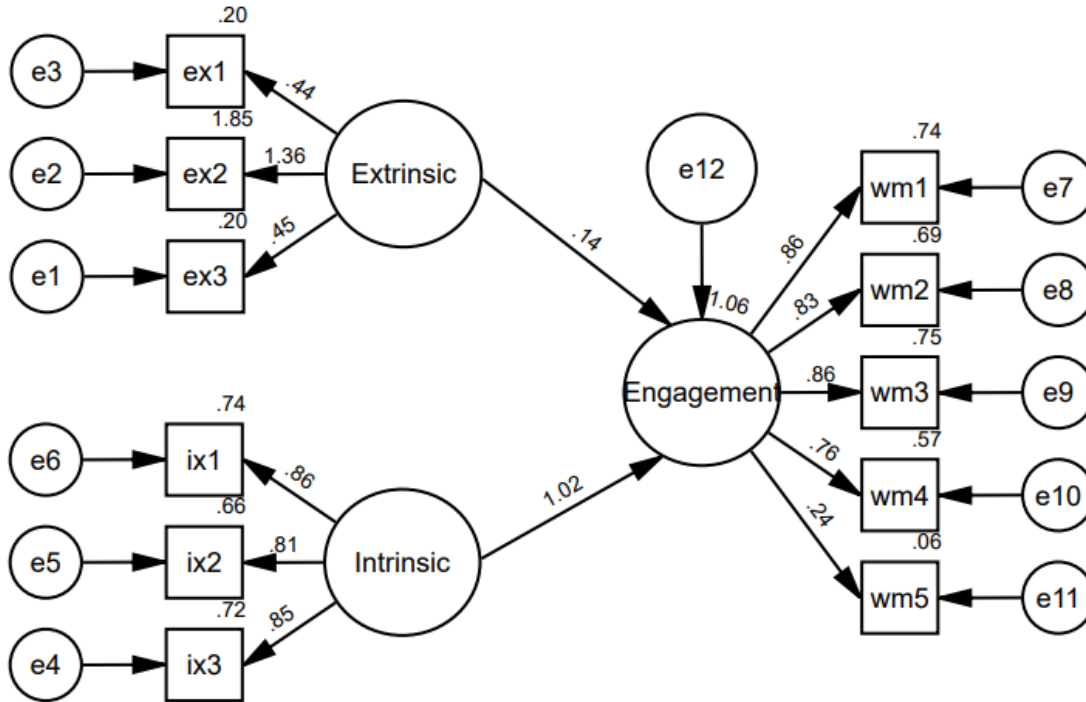 .20
e3
ex1
.44
1.85
e2
ex2
1.36
Extrinsic
.20
e1
ex3
.45
.14
e12
1.06
Engagement
.74
wm1
e7
.86
.69
wm2
e8
.83
.75
wm3
e9
.86
.57
wm4
e10
.76
.06
wm5
e11
.24
.74
e6
ix1
.86
.66
e5
ix2
.81
Intrinsic
1.02
.72
e4
ix3
.85